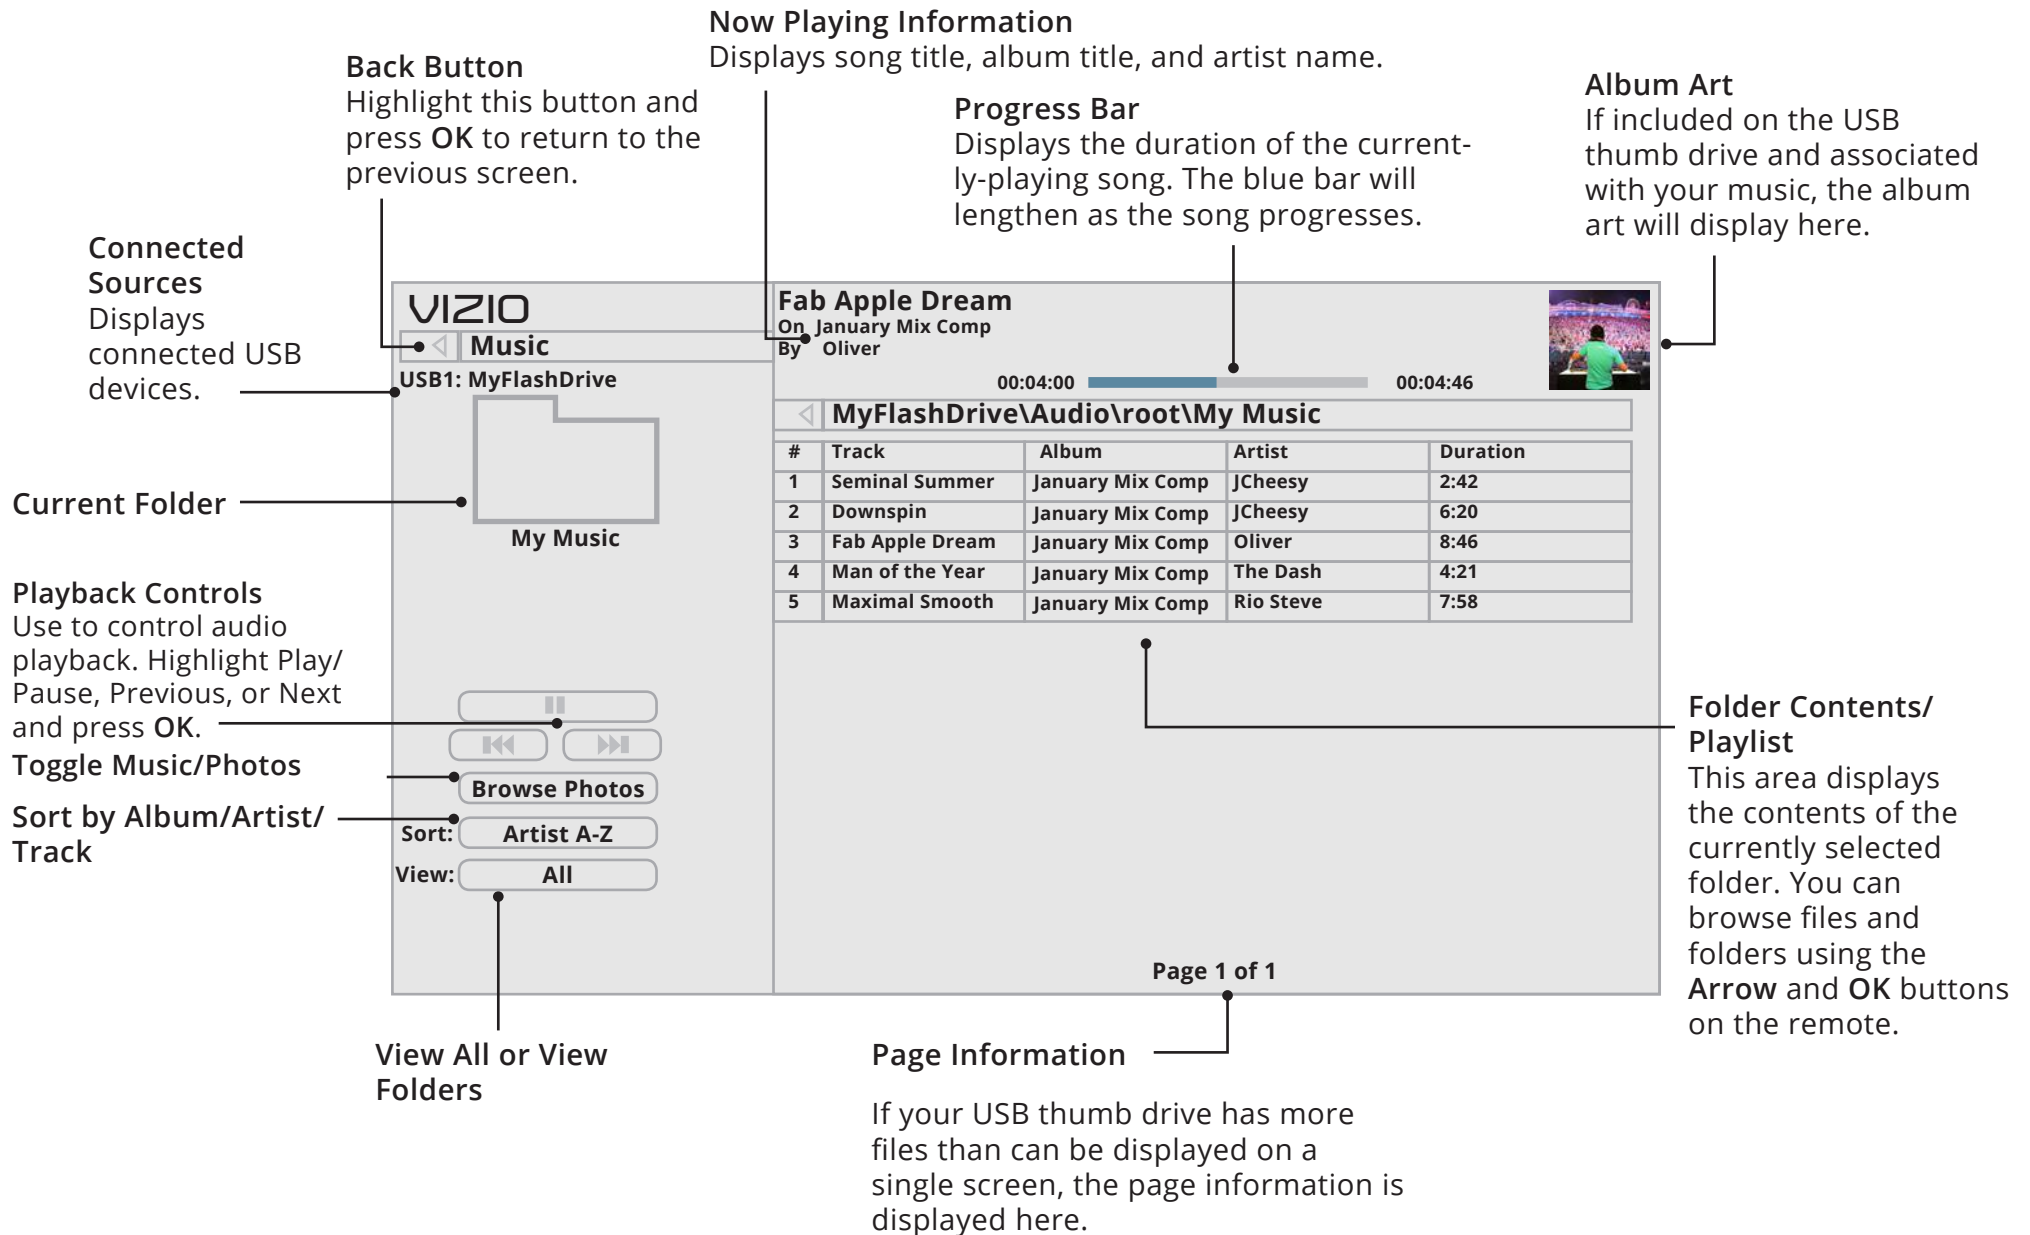 Now Playing Information
Displays song title, album title, and artist name.
Back Button
Highlight this button and
press OK to return to the
previous screen.
Progress Bar
Displays the duration of the current-
ly-playing song. The blue bar will
lengthen as the song progresses.
Album Art
If included on the USB
thumb drive and associated
with your music, the album
art will display here.
Connected
Sources
Displays
connected USB
devices.
Current Folder
Playback Controls
Use to control audio
playback. Highlight Play/
Pause, Previous, or Next
and press OK.
Toggle Music/Photos
Sort by Album/Artist/
Track
VIZIO
Music
USB1: MyFlashDrive
My Music
Browse Photos
Sort: Artist A-Z
View: All
Fab Apple Dream
On January Mix Comp
By Oliver
00:04:00 00:04:46
MyFlashDrive\Audio\root\My Music
# Track Album Artist Duration
1 Seminal Summer January Mix Comp JCheesy 2:42
2 Downspin January Mix Comp JCheesy 6:20
3 Fab Apple Dream January Mix Comp Oliver 8:46
4 Man of the Year January Mix Comp The Dash 4:21
5 Maximal Smooth January Mix Comp Rio Steve 7:58
Page 1 of 1
Folder Contents/
Playlist
This area displays
the contents of the
currently selected
folder. You can
browse files and
folders using the
Arrow and OK buttons
on the remote.
View All or View
Folders
Page Information
If your USB thumb drive has more
files than can be displayed on a
single screen, the page information is
displayed here.